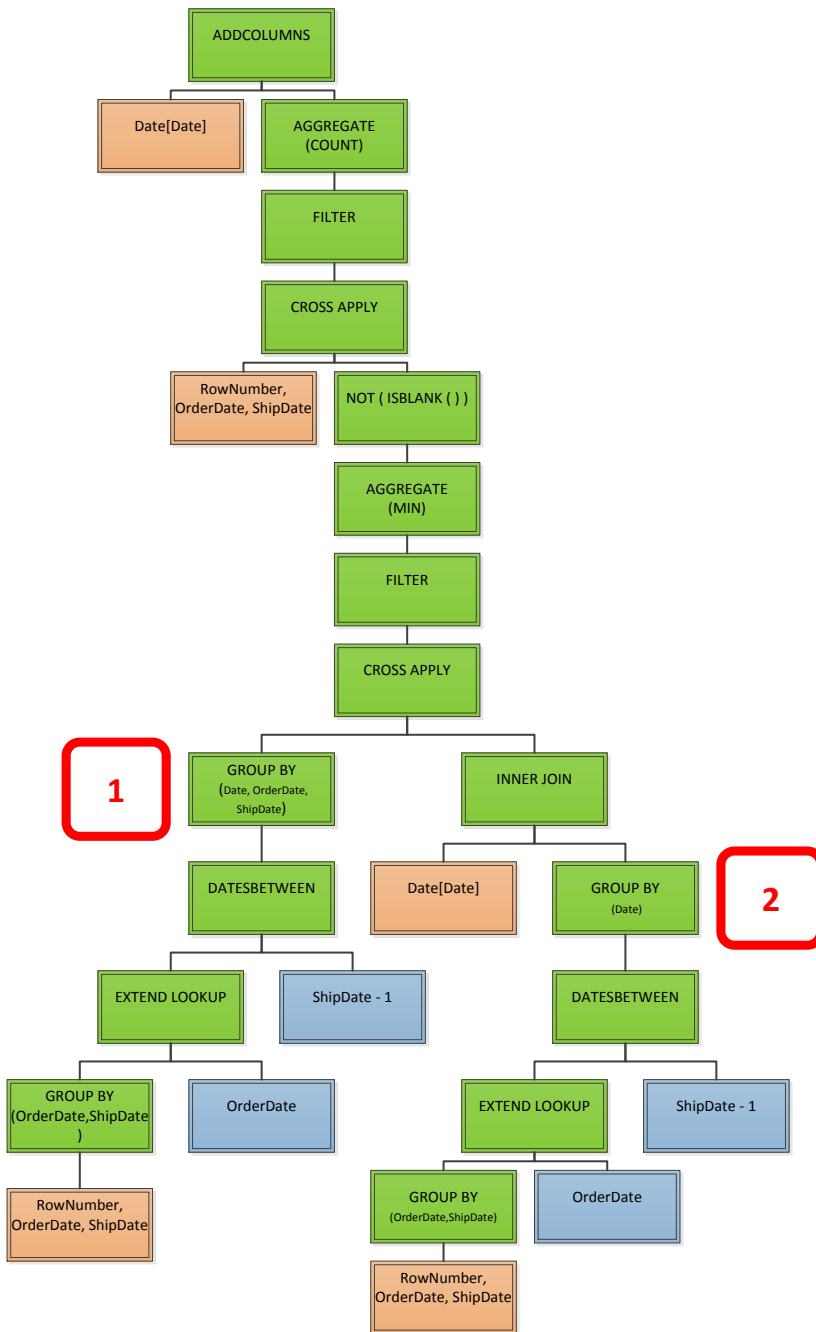 ADDCOLUMNS
Date[Date]
AGGREGATE
(COUNT)
FILTER
CROSS APPLY
RowNumber,
OrderDate, ShipDate
NOT ( ISBLANK ( ) )
AGGREGATE
(MIN)
FILTER
CROSS APPLY
1
GROUP BY
(Date, OrderDate,
ShipDate)
INNER JOIN
DATESBETWEEN
Date[Date]
GROUP BY
(Date)
2
EXTEND LOOKUP
ShipDate - 1
DATESBETWEEN
GROUP BY
(OrderDate,ShipDate
)
OrderDate
EXTEND LOOKUP
ShipDate - 1
RowNumber,
OrderDate, ShipDate
GROUP BY
(OrderDate,ShipDate)
OrderDate
RowNumber,
OrderDate, ShipDate